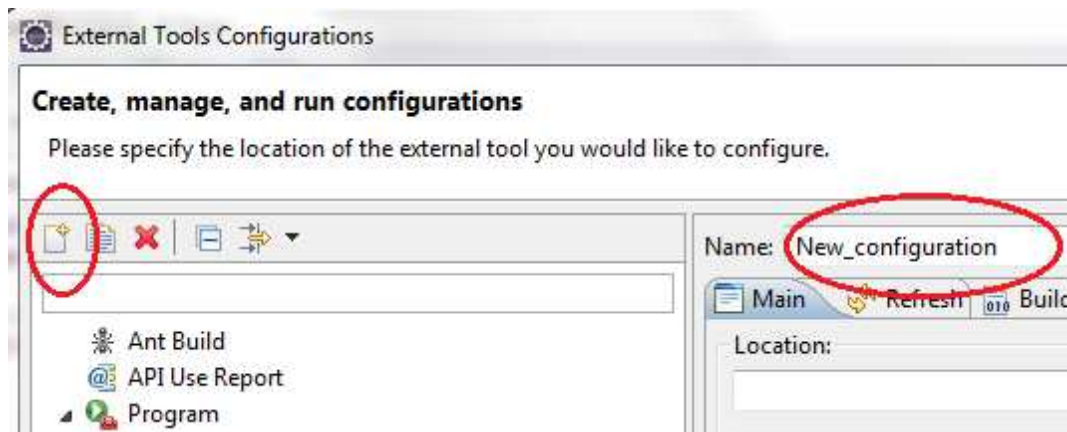 External Tools Configurations
Create, manage, and run configurations
Please specify the location of the external tool you would like to configure.
Name: New_configuration
Main Refresh Build
Location:
Ant Build
API Use Report
Program